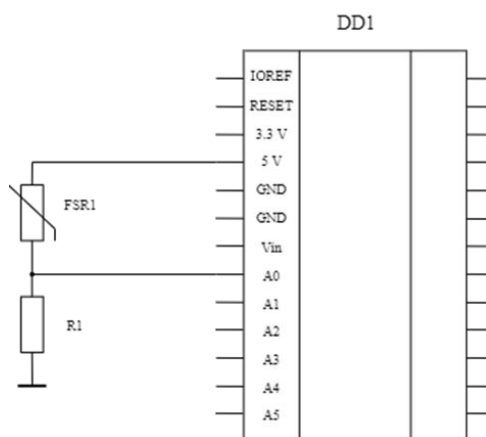 DD1
IOREF
RESET
3.3 V
5 V
GND
FSR1
GND
Vin
A0
A1
R1
A2
A3
A4
A5